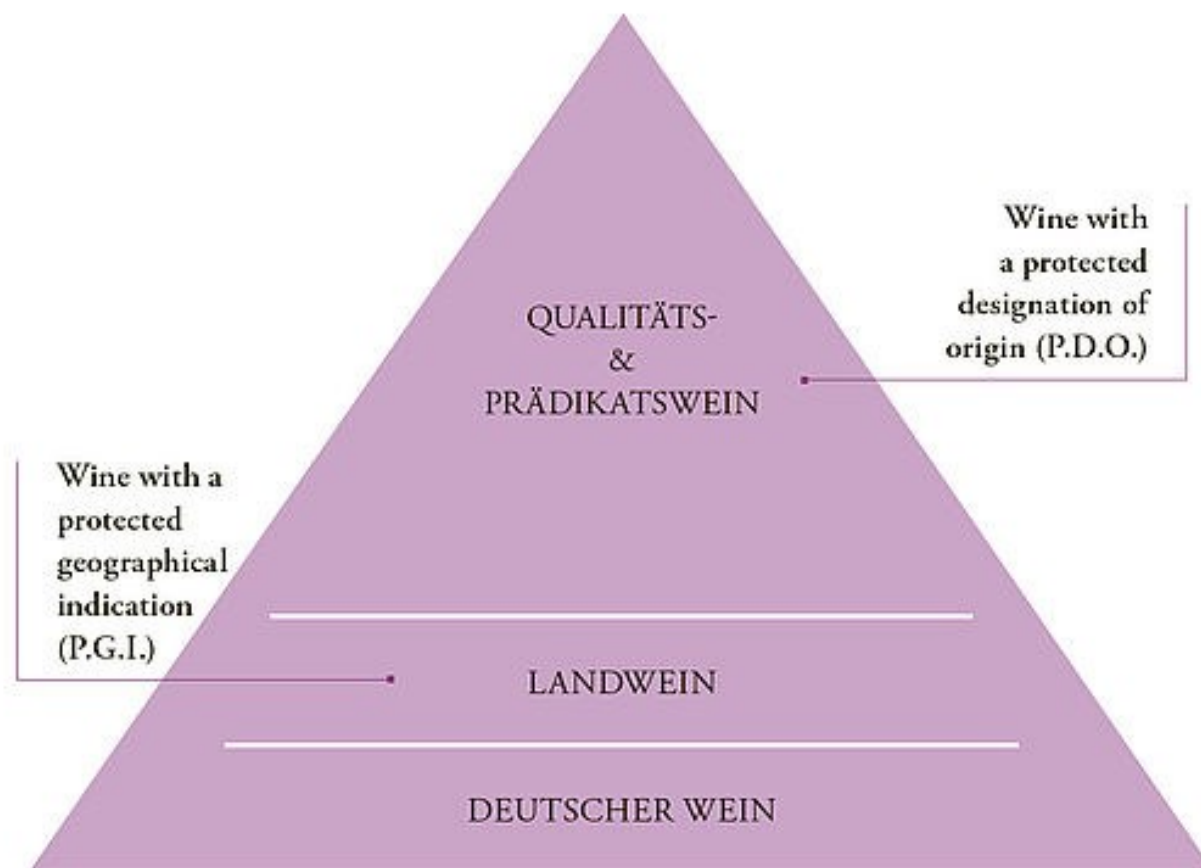 Wine with
a protected
designation of
origin (P.D.O.)
QUALITÄTS-
&
PRÄDIKATSWEIN
Wine with a
protected
geographical
indication
(P.G.I.)
LANDWEIN
DEUTSCHER WEIN